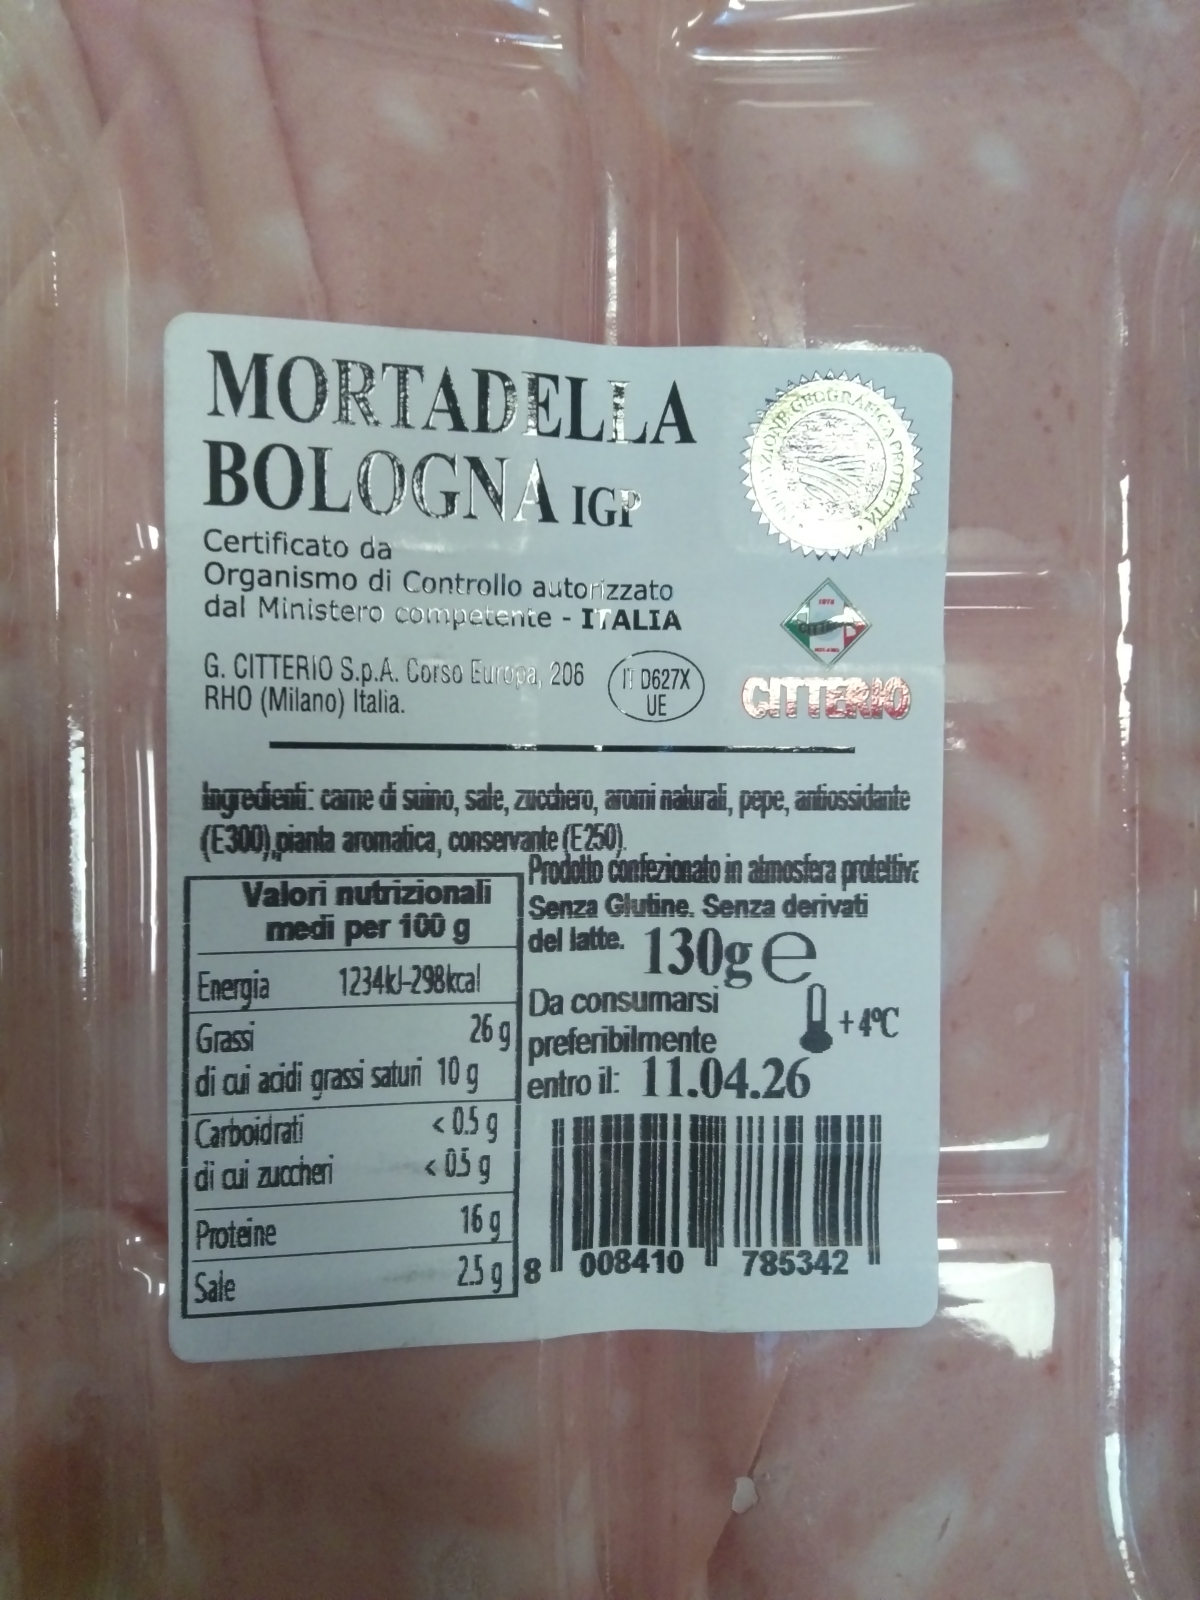 MORTADELLA
BOLOGNA IGP
GEOGRAFICA PROTETTA
Certificato da
Organismo di Controllo autorizzato
dal Ministero competente - ITALIA
G. CITTERIO S.p.A. Corso Europa, 206
RHO (Milano) Italia.
IT D627X
UE
CITTERIO
Ingredienti: carne di suino, sale, zucchero, aromi naturali, pepe, antiossidante
(E300),pianta aromatica, conservante (E250).
Prodotto confezionato in atmosfera protettiva
Senza Glutine. Senza derivati
del latte. 130g e
Da consumarsi
preferibilmente
entro il: 11.04.26
+4°C
Valori nutrizionali
medi per 100 g
Energia 1234kJ-298kcal
Grassi 26 g
di cui acidi grassi saturi 10 g
Carboidrati < 0.5 g
di cui zuccheri < 0.5 g
Proteine 16 g
Sale 2.5 g
8 008410 785342